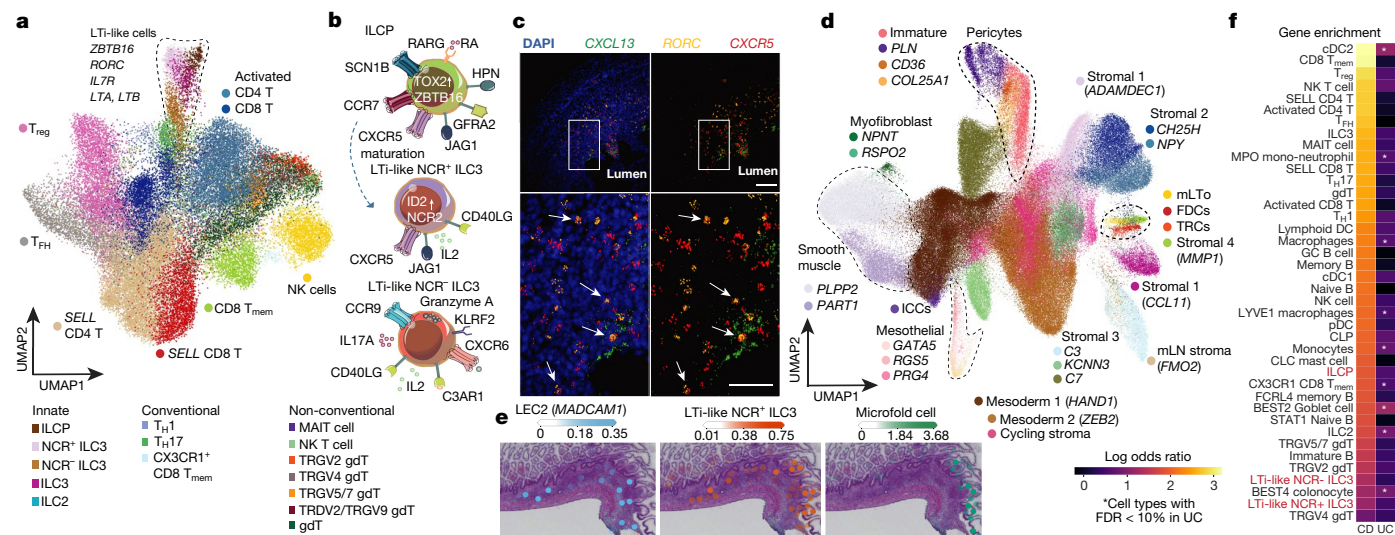 a
LTi-like cells
ZBTB16
RORC
IL7R
LTA, LTB
Activated
CD4 T
CD8 T
Treg
TFH
NK cells
CD8 Tmem
SELL
CD4 T
SELL CD8 T
UMAP2
UMAP1
Innate
ILCP
NCR+ ILC3
NCR− ILC3
ILC3
ILC2
Conventional
TH1
TH17
CX3CR1+
CD8 Tmem
Non-conventional
MAIT cell
NK T cell
TRGV2 gdT
TRGV4 gdT
TRGV5/7 gdT
TRDV2/TRGV9 gdT
gdT
b
ILCP
RARG
RA
SCN1B
HPN
TOX2↑
ZBTB16
CCR7
GFRA2
CXCR5
JAG1
maturation
LTi-like NCR+ ILC3
ID2↑
NCR2
CD40LG
IL2
CXCR5
JAG1
LTi-like NCR− ILC3
CCR9
Granzyme A
KLRF2
IL17A
CXCR6
CD40LG
IL2
C3AR1
c
DAPI
CXCL13
RORC
CXCR5
Lumen
Lumen
d
Immature
PLN
CD36
COL25A1
Pericytes
Stromal 1
(ADAMDEC1)
Stromal 2
CH25H
NPY
Myofibroblast
NPNT
RSPO2
mLTo
FDCs
TRCs
Stromal 4
(MMP1)
Smooth
muscle
PLPP2
PART1
ICCs
Stromal 1
(CCL11)
Mesothelial
GATA5
RGS5
PRG4
Stromal 3
C3
KCNN3
C7
mLN stroma
(FMO2)
UMAP2
UMAP1
Mesoderm 1 (HAND1)
Mesoderm 2 (ZEB2)
Cycling stroma
e
LEC2 (MADCAM1)
0 0.18 0.35
LTi-like NCR+ ILC3
0.01 0.38 0.75
Microfold cell
0 1.84 3.68
Log odds ratio
0 1 2 3
*Cell types with
FDR < 10% in UC
f
Gene enrichment
cDC2
CD8 Tmem
Treg
NK T cell
SELL CD4 T
Activated CD4 T
TFH
ILC3
MAIT cell
MPO mono-neutrophil
SELL CD8 T
TH17
gdT
Activated CD8 T
TH1
Lymphoid DC
Macrophages
GC B cell
Memory B
cDC1
Naive B
NK cell
LYVE1 macrophages
pDC
CLP
Monocytes
CLC mast cell
ILCP
CX3CR1 CD8 Tmem
FCRL4 memory B
BEST2 Goblet cell
STAT1 Naive B
ILC2
TRGV5/7 gdT
Immature B
TRGV2 gdT
LTi-like NCR- ILC3
BEST4 colonocyte
LTi-like NCR+ ILC3
TRGV4 gdT
CD UC